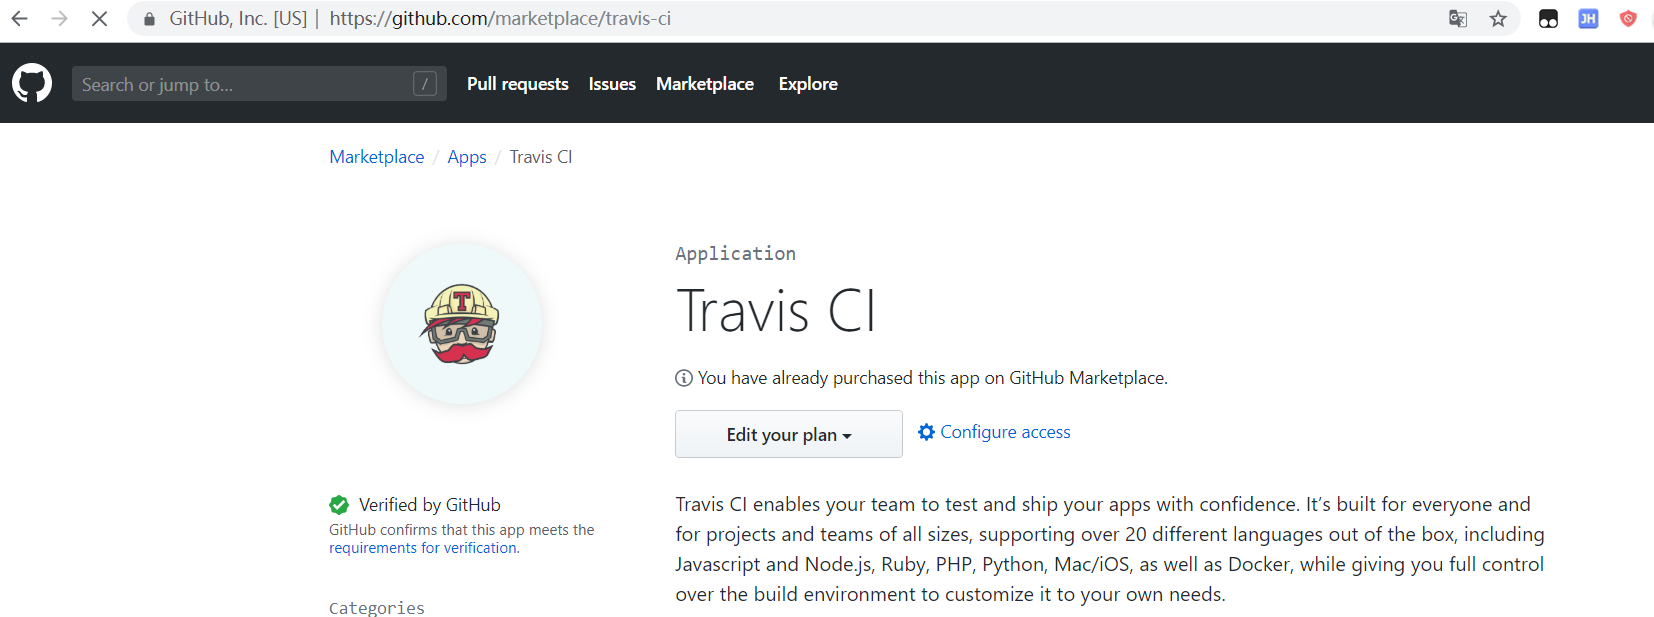 GitHub, Inc. [US] | https://github.com/marketplace/travis-ci
JH
Search or jump to... /
Pull requests Issues Marketplace Explore
Marketplace / Apps / Travis CI
Application
T
Travis CI
You have already purchased this app on GitHub Marketplace.
Edit your plan
Configure access
Verified by GitHub
GitHub confirms that this app meets the
requirements for verification.
Categories
Travis CI enables your team to test and ship your apps with confidence. It’s built for everyone and
for projects and teams of all sizes, supporting over 20 different languages out of the box, including
Javascript and Node.js, Ruby, PHP, Python, Mac/iOS, as well as Docker, while giving you full control
over the build environment to customize it to your own needs.